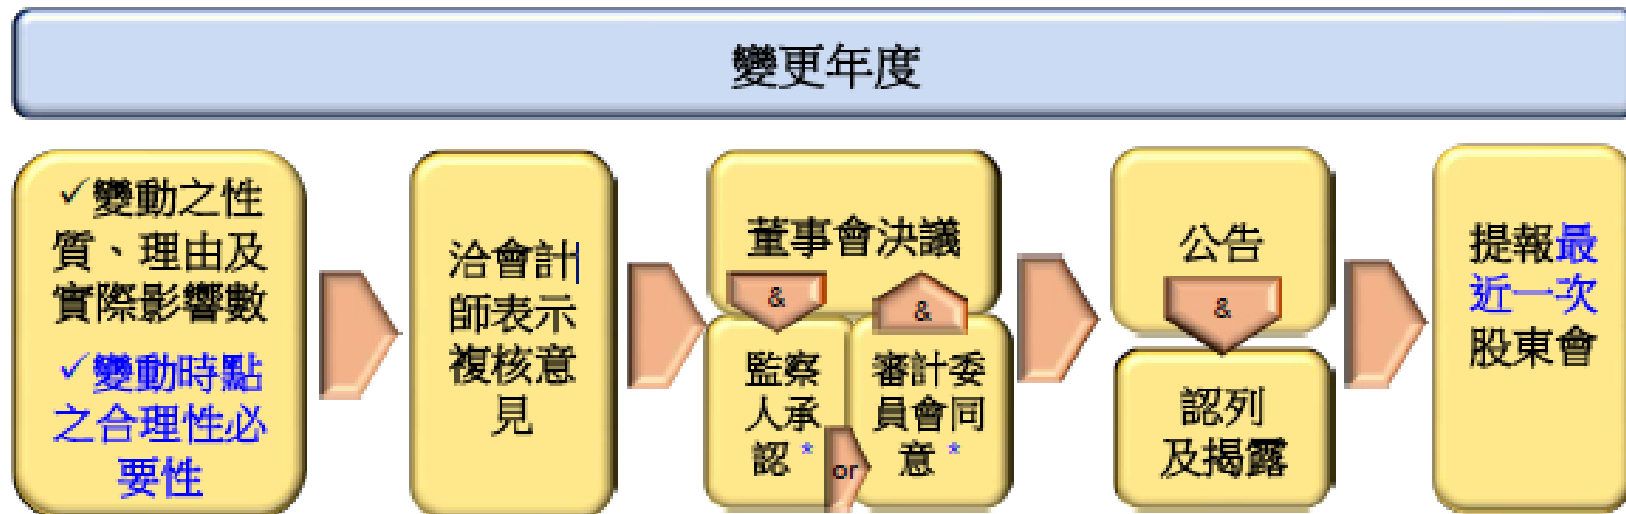 變更年度
✓變動之性
質、理由及
實際影響數
✓變動時點
之合理性必
要性
洽會計
師表示
複核意
見
董事會決議
&
&
監察
人承
認*
or
審計委
員會同
意*
公告
&
認列
及揭露
提報最
近一次
股東會